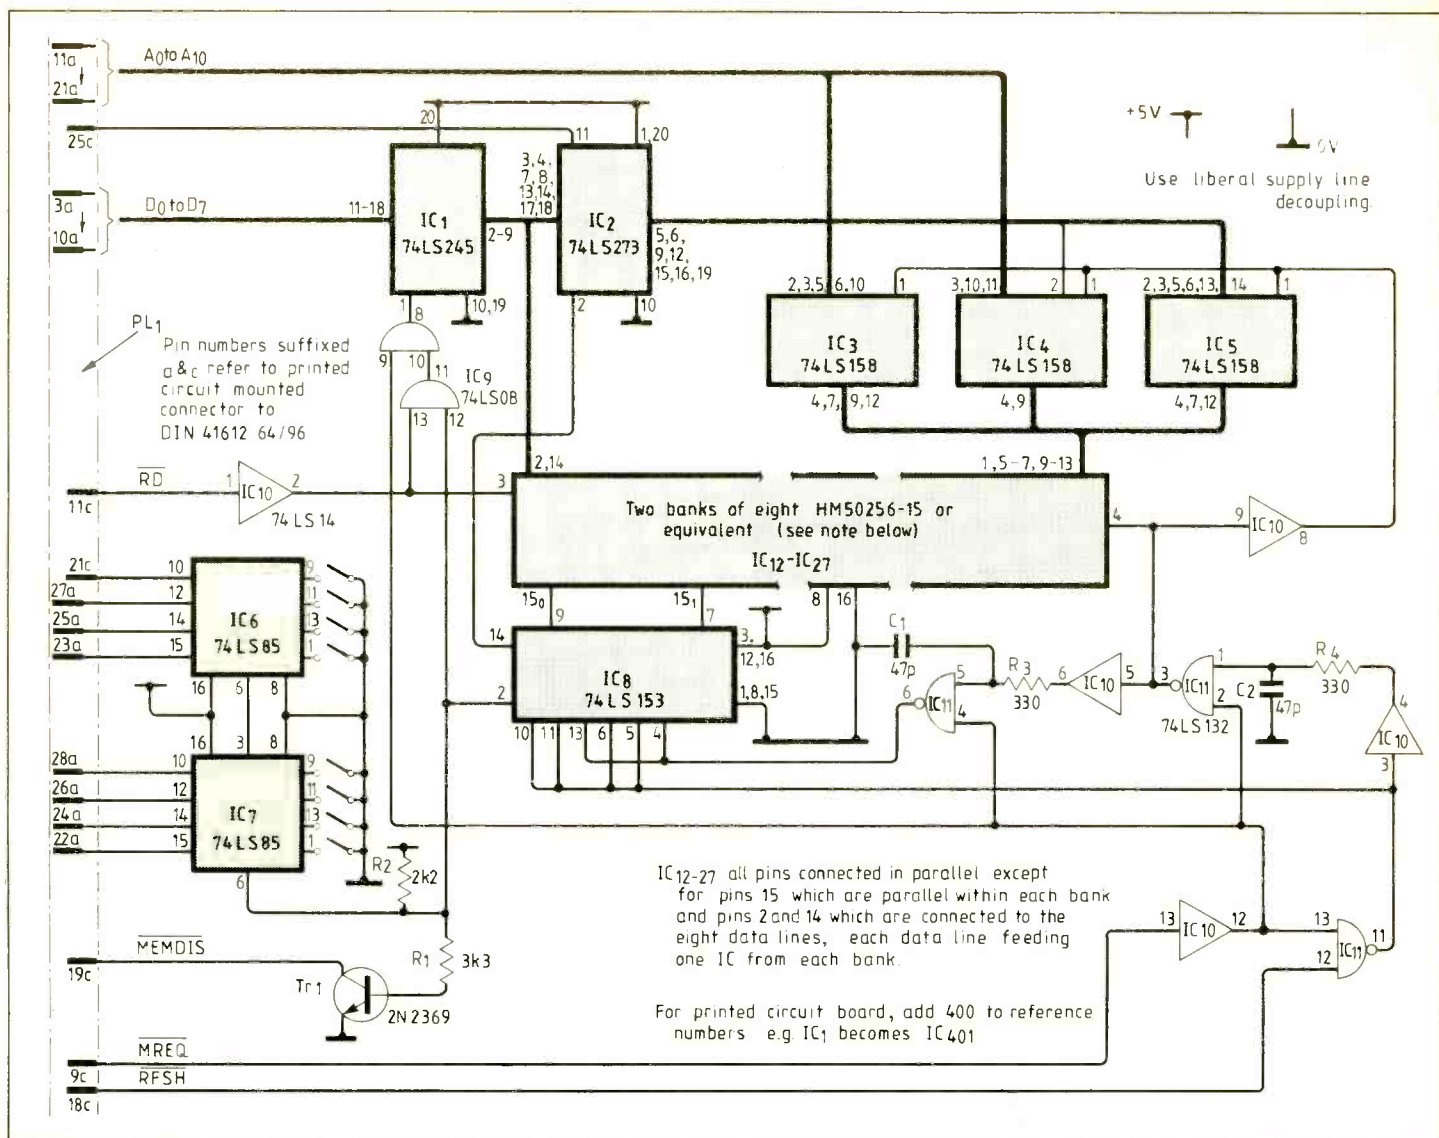 11a
21a
A0 to A10
25c
3a
10a
D0 to D7
20
11
1,20
11-18
IC1
74LS245
2-9
3,4,
7,8,
13,14,
17,18
IC2
74LS273
5,6,
9,12,
15,16,19
1
10,19
2
10
+5V
0V
Use liberal supply line
decoupling.
2,3,5,6,10
1
3,10,11
2
1
2,3,5,6,13,
14
1
IC3
74LS158
IC4
74LS158
IC5
74LS158
4,7,
9,12
4,9
4,7,12
PL1
Pin numbers suffixed
a & c refer to printed
circuit mounted
connector to
DIN 41612 64/96
8
9
10
11
IC9
74LS08
13
12
RD
11c
1
IC10
2
74LS14
3
2,14
1,5-7,9-13
Two banks of eight HM50256-15 or
equivalent (see note below)
IC12-IC27
4
9
IC10
8
150
151
8
16
21c
27a
25a
23a
10
12
14
15
IC6
74LS85
9
11
13
1
16
6
8
14
2
9
7
IC8
74LS153
3,
12,16
1,8,15
10
11
13
6
5
4
C1
47p
6
IC11
5
4
R3
330
6
IC10
5
3
IC11
74LS132
1
2
C2
47p
R4
330
4
IC10
3
28a
26a
24a
22a
16
3
8
10
12
14
15
IC7
74LS85
9
11
13
1
6
R2
2k2
R1
3k3
MEMDIS
19c
Tr1
2N2369
IC12-27 all pins connected in parallel except
for pins 15 which are parallel within each bank
and pins 2 and 14 which are connected to the
eight data lines, each data line feeding
one IC from each bank.
13
IC10
12
13
12
IC11
11
For printed circuit board, add 400 to reference
numbers e.g. IC1 becomes IC401
MREQ
9c
RFSH
18c